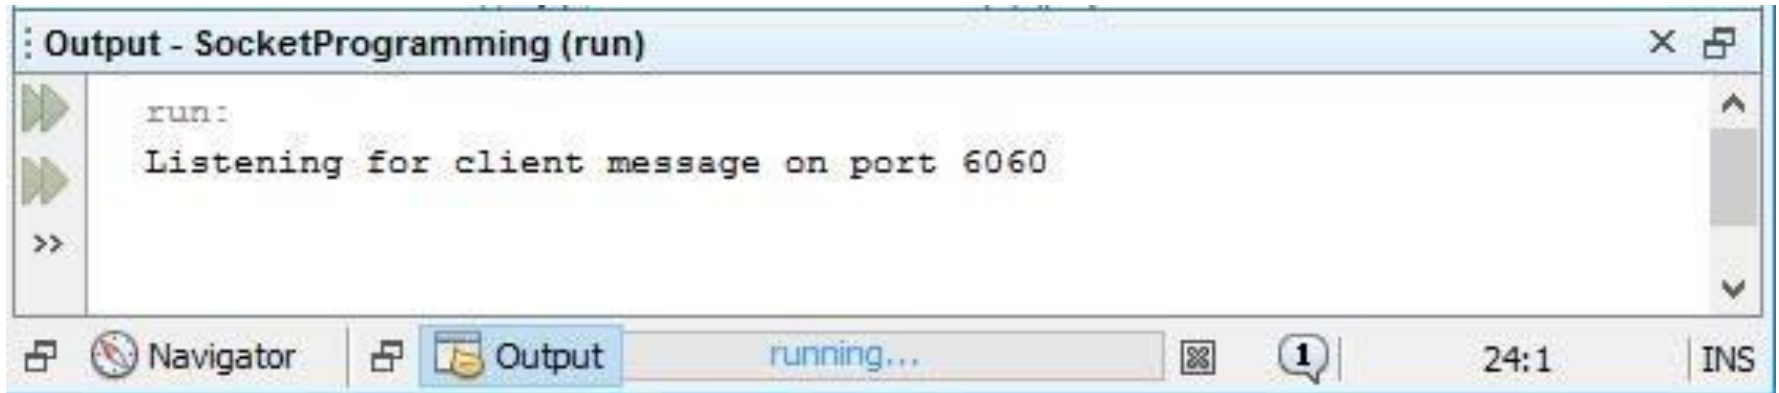 Output - SocketProgramming (run)
run:
Listening for client message on port 6060
>>
Navigator Output running... 1 24:1 INS